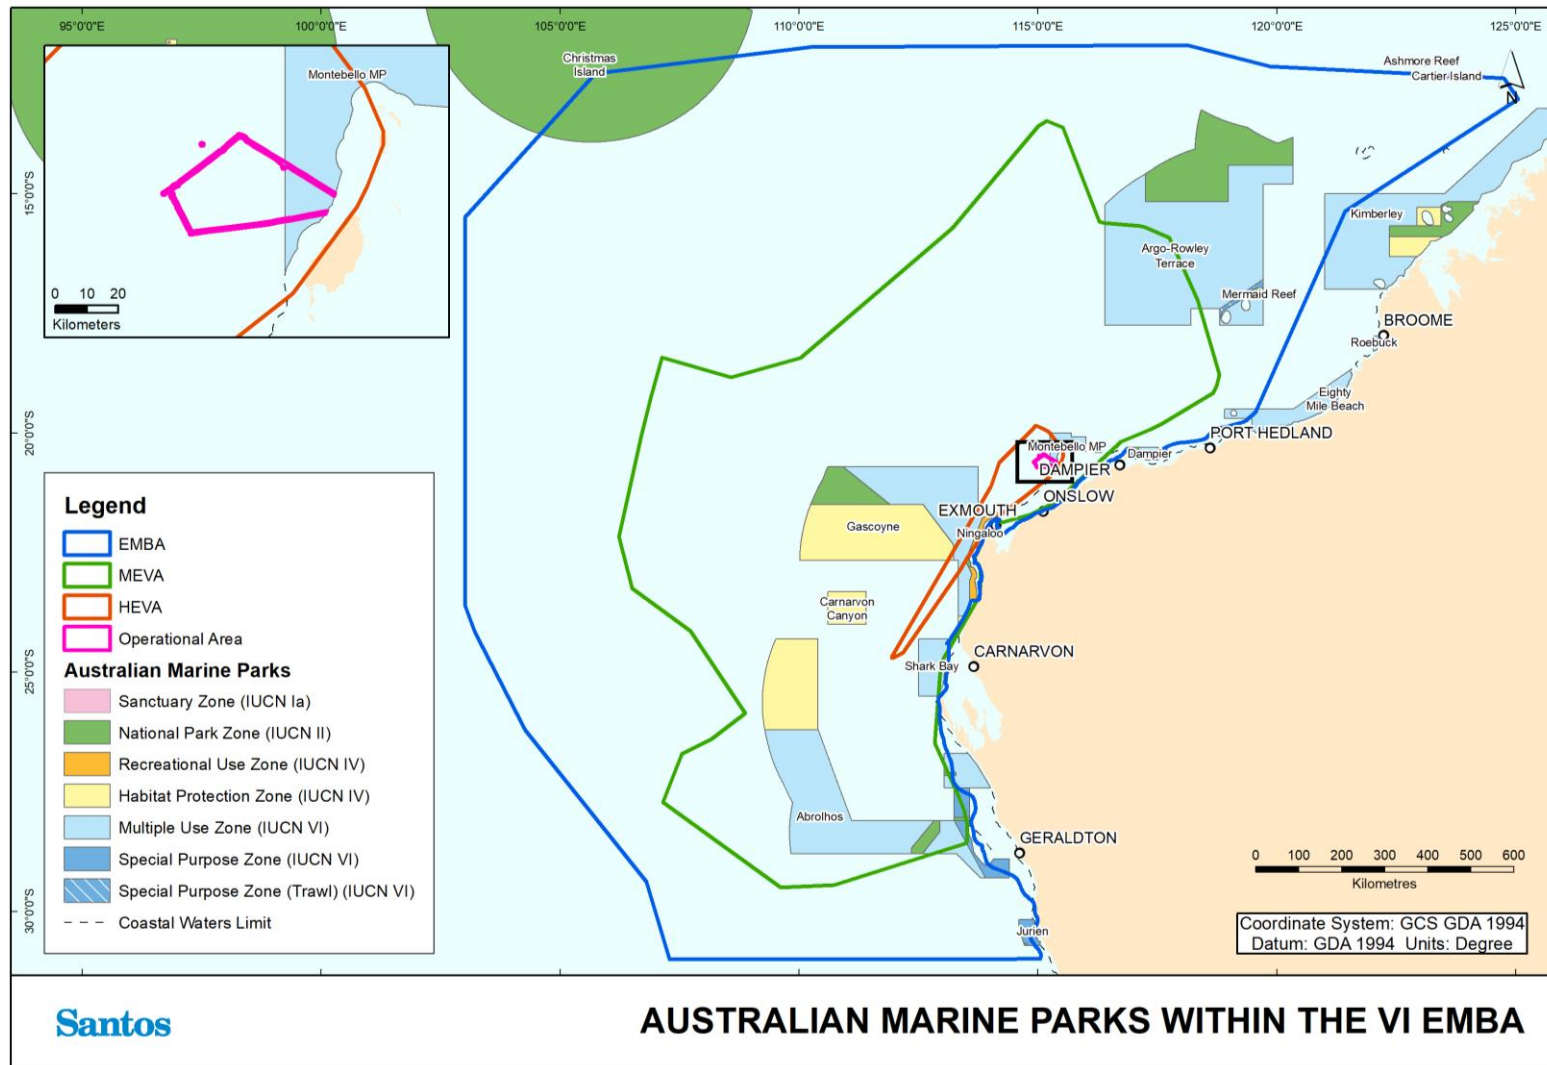 95°0'0"E
100°0'0"E
105°0'0"E
110°0'0"E
115°0'0"E
120°0'0"E
125°0'0"E
15°0'0"S
20°0'0"S
25°0'0"S
30°0'0"S
Montebello MP
0 10 20
Kilometers
Christmas
Island
Ashmore Reef
Cartier Island
N
Kimberley
Argo-Rowley
Terrace
Mermaid Reef
BROOME
Roebuck
Eighty
Mile Beach
PORT HEDLAND
Montebello MP
Dampier
DAMPIER
ONSLOW
EXMOUTH
Ningaloo
Gascoyne
Carnarvon
Canyon
CARNARVON
Shark Bay
Abrolhos
GERALDTON
Jurien
Legend
EMBA
MEVA
HEVA
Operational Area
Australian Marine Parks
Sanctuary Zone (IUCN Ia)
National Park Zone (IUCN II)
Recreational Use Zone (IUCN IV)
Habitat Protection Zone (IUCN IV)
Multiple Use Zone (IUCN VI)
Special Purpose Zone (IUCN VI)
Special Purpose Zone (Trawl) (IUCN VI)
Coastal Waters Limit
0 100 200 300 400 500 600
Kilometres
Coordinate System: GCS GDA 1994
Datum: GDA 1994 Units: Degree
Santos
AUSTRALIAN MARINE PARKS WITHIN THE VI EMBA